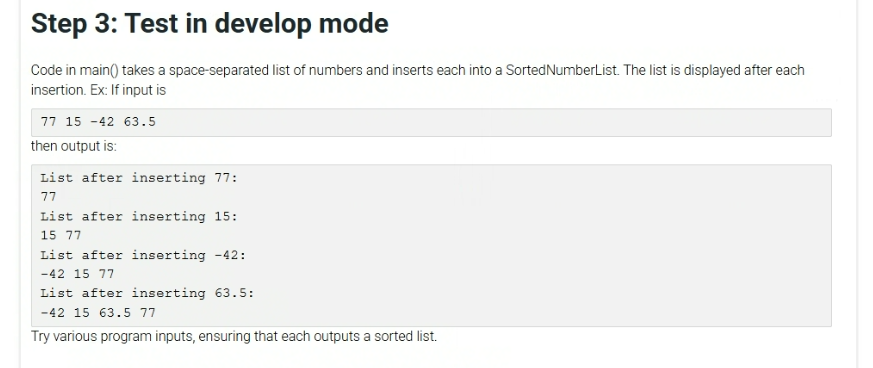 Step 3: Test in develop mode
Code in main() takes a space-separated list of numbers and inserts each into a SortedNumberList. The list is displayed after each
insertion. Ex: If input is
77 15 -42 63.5
then output is:
List after inserting 77:
77
List after inserting 15:
15 77
List after inserting -42:
-42 15 77
List after inserting 63.5:
-42 15 63.5 77
Try various program inputs, ensuring that each outputs a sorted list.